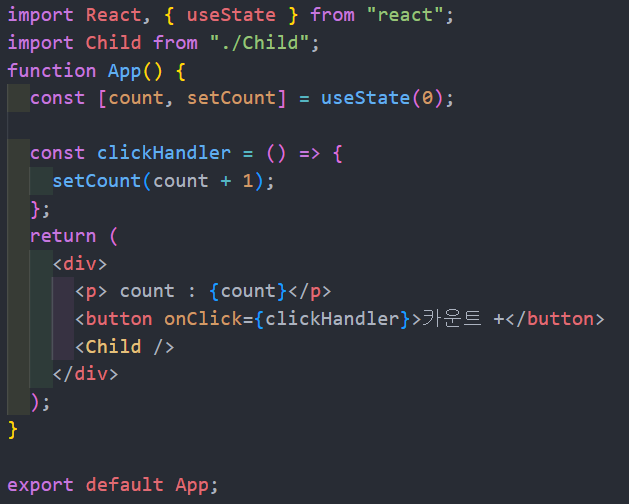 import React, { useState } from "react";
import Child from "./Child";
function App() {
  const [count, setCount] = useState(0);

  const clickHandler = () => {
    setCount(count + 1);
  };
  return (
    <div>
      <p> count : {count}</p>
      <button onClick={clickHandler}>카운트 +</button>
      <Child />
    </div>
  );
}

export default App;